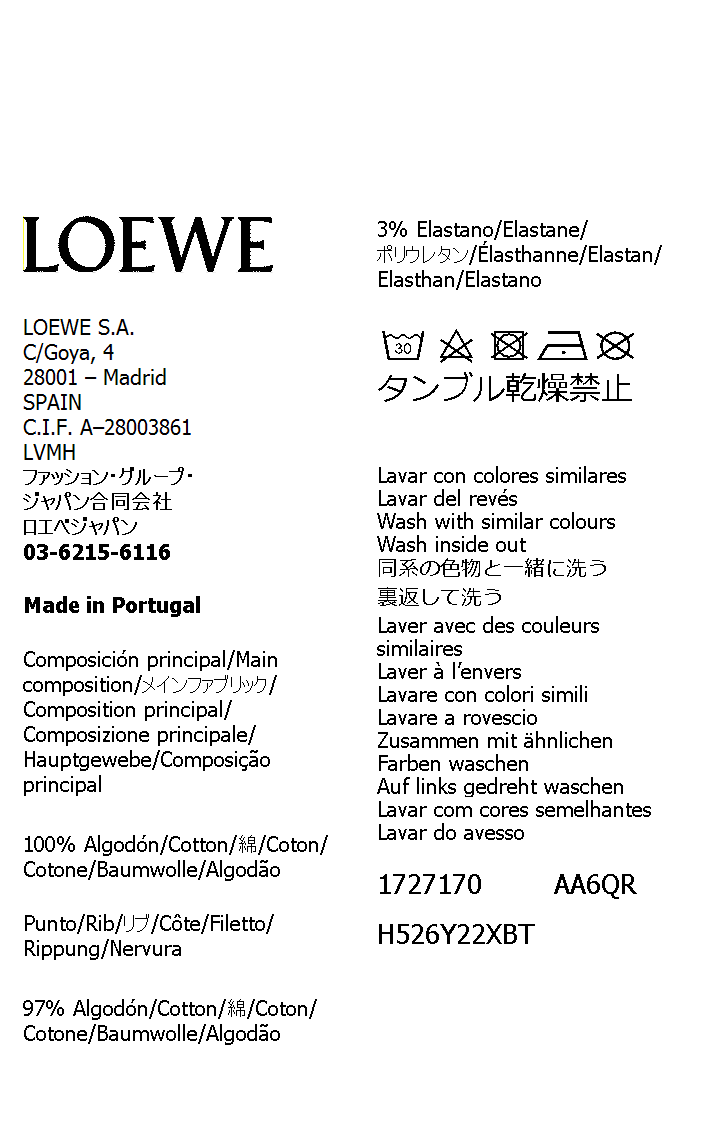 LOEWE
LOEWE S.A.
C/Goya, 4
28001 – Madrid
SPAIN
C.I.F. A–28003861
LVMH
ファッション・グループ・
ジャパン合同会社
ロエベジャパン
03-6215-6116
Made in Portugal
Composición principal/Main
composition/メインファブリック/
Composition principal/
Composizione principale/
Hauptgewebe/Composição
principal
100% Algodón/Cotton/綿/Coton/
Cotone/Baumwolle/Algodão
Punto/Rib/リブ/Côte/Filetto/
Rippung/Nervura
97% Algodón/Cotton/綿/Coton/
Cotone/Baumwolle/Algodão
3% Elastano/Elastane/
ポリウレタン/Élasthanne/Elastan/
Elasthan/Elastano
30
タンブル乾燥禁止
Lavar con colores similares
Lavar del revés
Wash with similar colours
Wash inside out
同系の色物と一緒に洗う
裏返して洗う
Laver avec des couleurs
similaires
Laver à l’envers
Lavare con colori simili
Lavare a rovescio
Zusammen mit ähnlichen
Farben waschen
Auf links gedreht waschen
Lavar com cores semelhantes
Lavar do avesso
1727170 AA6QR
H526Y22XBT